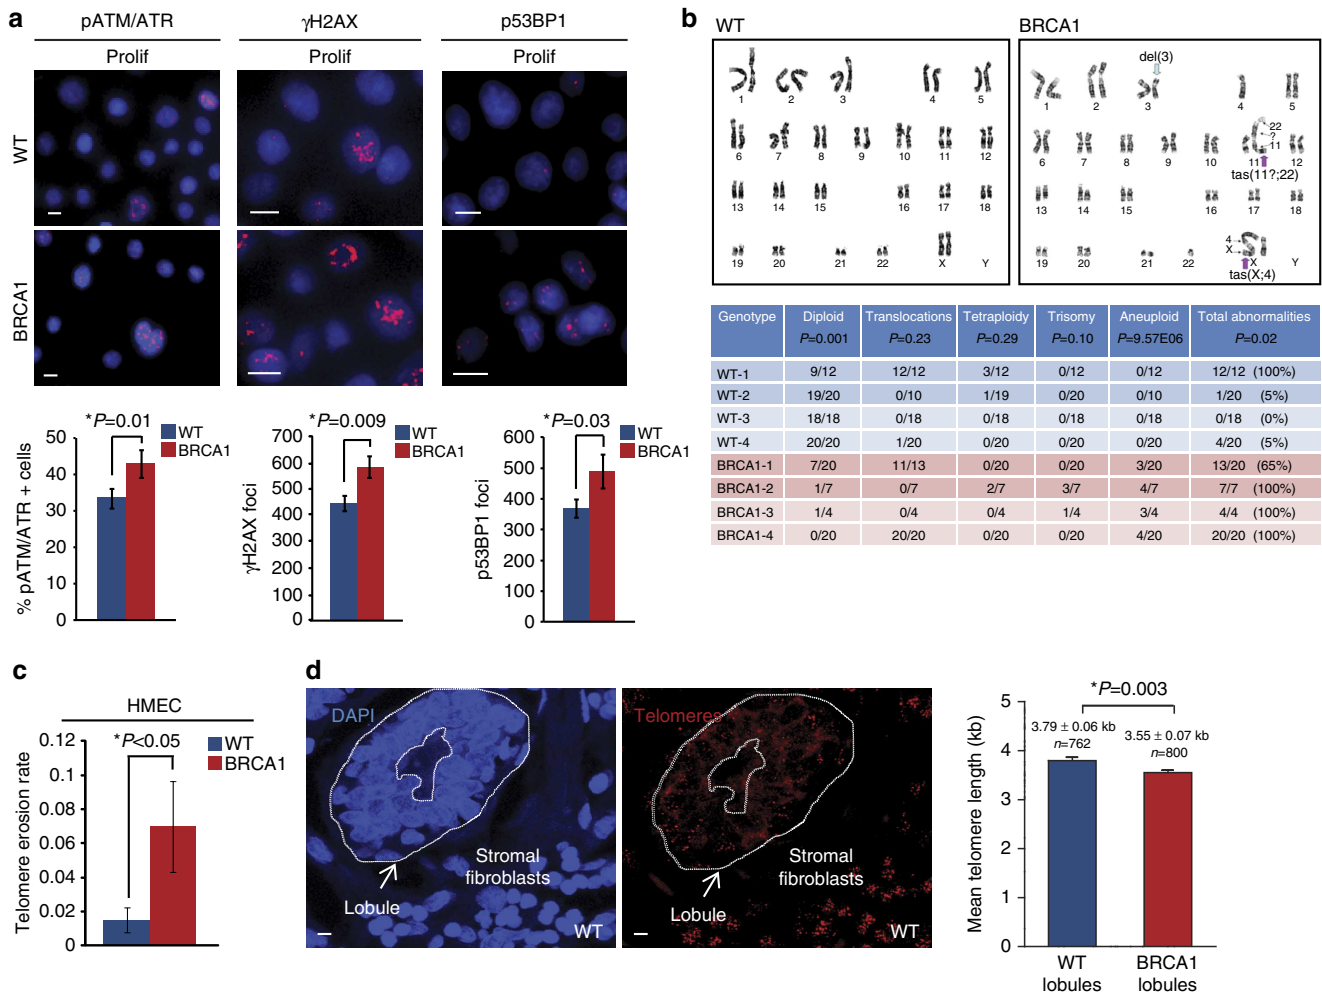 a
pATM/ATR
γH2AX
p53BP1
Prolif
Prolif
Prolif
WT
BRCA1
*P=0.01
WT
BRCA1
% pATM/ATR + cells
50
40
30
20
10
0
*P=0.009
WT
BRCA1
γH2AX foci
700
600
500
400
300
200
100
0
*P=0.03
WT
BRCA1
p53BP1 foci
600
500
400
300
200
100
0
b
WT
BRCA1
1 2 3 4 5
6 7 8 9 10 11 12
13 14 15 16 17 18
19 20 21 22 X Y
del(3)
1 2 3 4 5
22
?
11
6 7 8 9 10 11 12
tas(11?;22)
13 14 15 16 17 18
4
X
19 20 21 22 X Y
tas(X;4)
Genotype Diploid Translocations Tetraploidy Trisomy Aneuploid Total abnormalities
P=0.001 P=0.23 P=0.29 P=0.10 P=9.57E06 P=0.02
WT-1 9/12 12/12 3/12 0/12 0/12 12/12 (100%)
WT-2 19/20 0/10 1/19 0/20 0/10 1/20 (5%)
WT-3 18/18 0/18 0/18 0/18 0/18 0/18 (0%)
WT-4 20/20 1/20 0/20 0/20 0/20 4/20 (5%)
BRCA1-1 7/20 11/13 0/20 0/20 3/20 13/20 (65%)
BRCA1-2 1/7 0/7 2/7 3/7 4/7 7/7 (100%)
BRCA1-3 1/4 0/4 0/4 1/4 3/4 4/4 (100%)
BRCA1-4 0/20 20/20 0/20 0/20 4/20 20/20 (100%)
c
HMEC
*P<0.05
WT
BRCA1
Telomere erosion rate
0.12
0.1
0.08
0.06
0.04
0.02
0
d
DAPI
Stromal
fibroblasts
Lobule
WT
Telomeres
Stromal
fibroblasts
Lobule
WT
*P=0.003
3.79 ± 0.06 kb
n=762
3.55 ± 0.07 kb
n=800
Mean telomere length (kb)
5
4
3
2
1
0
WT
lobules
BRCA1
lobules